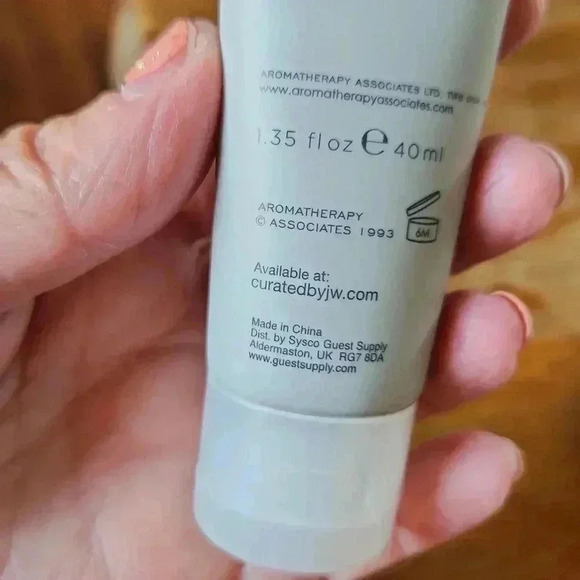 AROMATHERAPY ASSOCIATES LTD.
www.aromatherapyassociates.com
1.35 fl oz e 40ml
AROMATHERAPY
© ASSOCIATES 1993
6M
Available at:
curatedbyjw.com
Made in China
Dist. by Sysco Guest Supply
Aldermaston, UK RG7 8DA
www.guestsupply.com